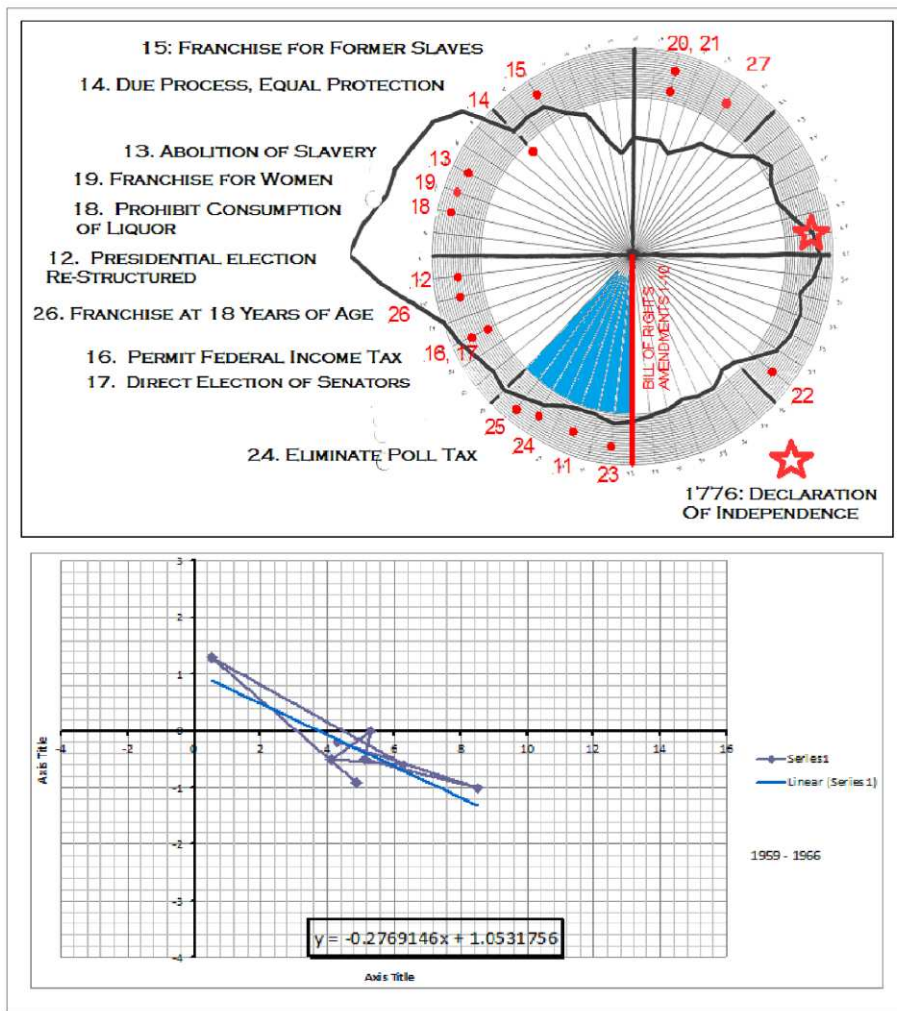 15: Franchise for Former Slaves
14. Due Process, Equal Protection
13. Abolition of Slavery
19. Franchise for Women
18. Prohibit Consumption
of Liquor
12. Presidential election
Re-Structured
26. Franchise at 18 Years of Age
16. Permit Federal Income Tax
17. Direct Election of Senators
24. Eliminate Poll Tax
20, 21
27
15
14
13
19
18
12
26
16, 17
25
24
11
23
22
BILL OF RIGHTS
AMENDMENTS 1-10
1776: Declaration
Of Independence
3
2
1
0
-1
-2
-3
-4
-4
-2
0
2
4
6
8
10
12
14
16
Axis Title
Axis Title
Series1
Linear (Series1)
1959 - 1966
y = -0.2769146x + 1.0531756